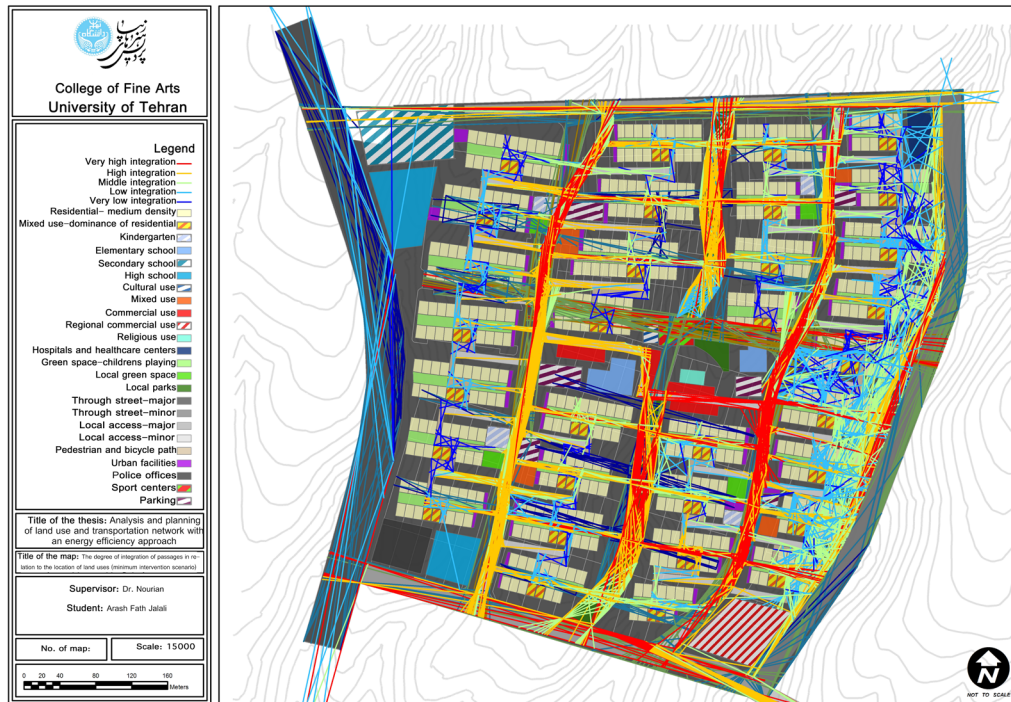 پردیس هنرهای زیبا
College of Fine Arts
University of Tehran
Legend
Very high integration
High integration
Middle integration
Low integration
Very low integration
Residential- medium density
Mixed use-dominance of residential
Kindergarten
Elementary school
Secondary school
High school
Cultural use
Mixed use
Commercial use
Regional commercial use
Religious use
Hospitals and healthcare centers
Green space-childrens playing
Local green space
Local parks
Through street-major
Through street-minor
Local access-major
Local access-minor
Pedestrian and bicycle path
Urban facilities
Police offices
Sport centers
Parking
Title of the thesis: Analysis and planning
of land use and transportation network with
an energy efficiency approach
Title of the map: The degree of integration of passages in re-
lation to the location of land uses (minimum intervention scenario)
Supervisor: Dr. Nourian
Student: Arash Fath Jalali
No. of map:
Scale: 15000
0 20 40 80 120 160
Meters
N
NOT TO SCALE